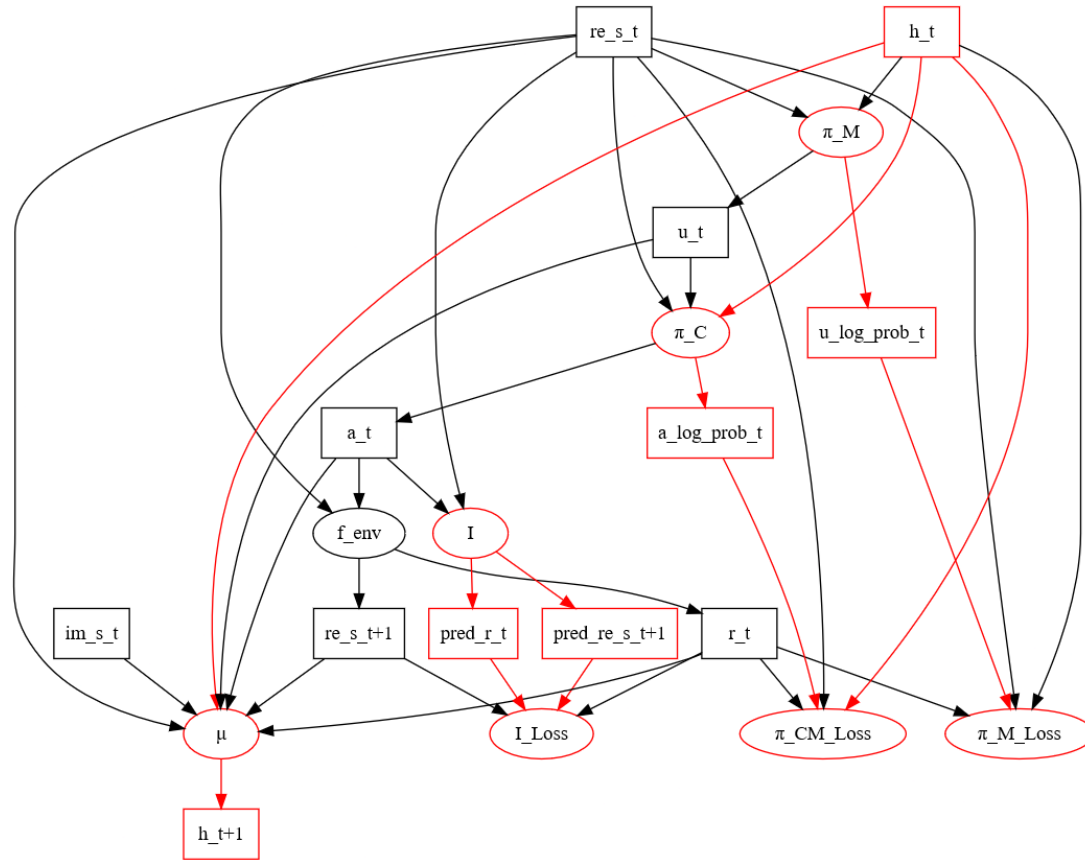 re_s_t
h_t
π_M
u_t
π_C
u_log_prob_t
a_t
a_log_prob_t
f_env
I
im_s_t
re_s_t+1
pred_r_t
pred_re_s_t+1
r_t
μ
I_Loss
π_CM_Loss
π_M_Loss
h_t+1